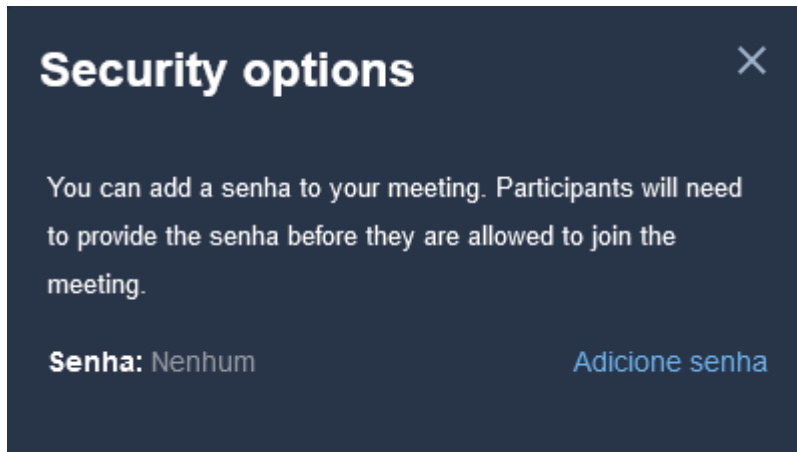 Security options
You can add a senha to your meeting. Participants will need
to provide the senha before they are allowed to join the
meeting.
Senha: Nenhum Adicione senha